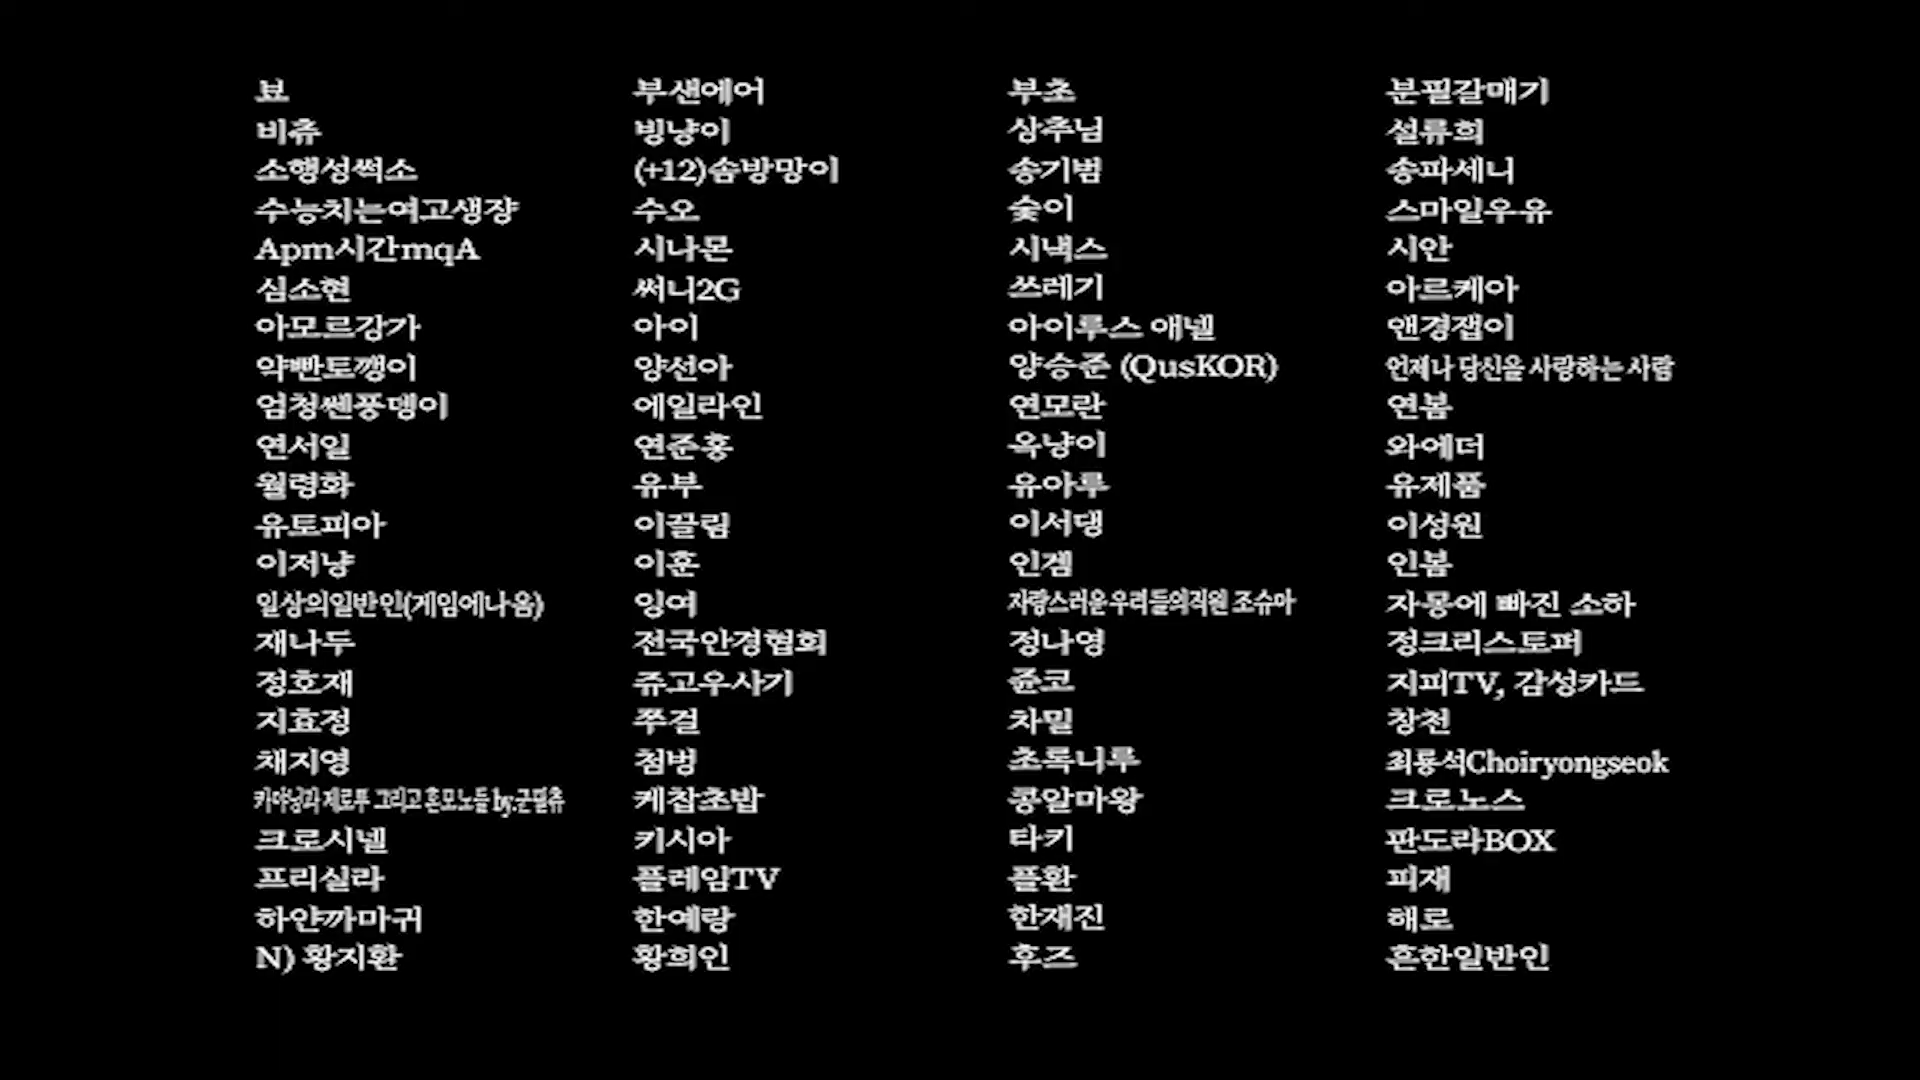 뵤 부샌에어 부초 분필갈매기
비츄 빙냥이 상추님 설류희
소행성썩소 (+12)솜방망이 송기범 송파세니
수능치는여고생쟝 수오 숯이 스마일우유
Apm시간mqA 시나몬 시낵스 시안
심소현 써니2G 쓰레기 아르케아
아모르강가 아이 아이루스 애넬 앤경잽이
약빤토깽이 양선아 양승준 (QusKOR) 언제나 당신을 사랑하는 사람
엄청쎈풍뎅이 에일라인 연모란 연봄
연서일 연준홍 옥냥이 와에더
월령화 유부 유아루 유제품
유토피아 이끌림 이서댕 이성원
이저냥 이훈 인겜 인봄
일상의일반인(게임에나옴) 잉여 자랑스러운우리들의직원 조슈아 자몽에 빠진 소하
재나두 전국안경협회 정나영 정크리스토퍼
정호재 쥬고우사기 쥰코 지피TV, 감성카드
지효정 쭈걸 차밀 창천
채지영 첨벙 초록니루 최룡석Choiryongseok
그리고 케찹초밥 콩알마왕 크로노스
크로시넬 키시아 타키 판도라BOX
프리실라 플레임TV 플환 피재
하얀까마귀 한예랑 한재진 해로
N) 황지환 황희인 후즈 흔한일반인